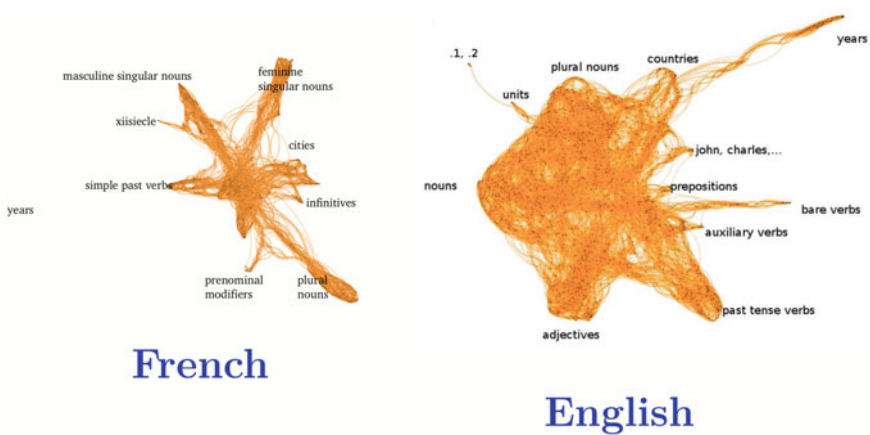 masculine singular nouns
feminine
singular nouns
xiisiecle
cities
simple past verbs
infinitives
years
prenominal
modifiers
plural
nouns
French
years
.1, .2
plural nouns
countries
units
john, charles,...
nouns
prepositions
bare verbs
auxiliary verbs
past tense verbs
adjectives
English